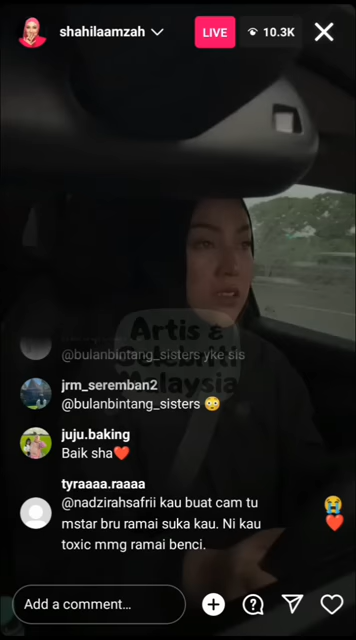 shahilaamzah
LIVE
10.3K
@bulanbintang_sisters yke sis
Artis &
Selebriti
Malaysia
jrm_seremban2
@bulanbintang_sisters 😳
juju.baking
Baik sha❤️
tyraaaa.raaaa
@nadzirahsafrii kau buat cam tu
mstar bru ramai suka kau. Ni kau
toxic mmg ramai benci.
Add a comment...